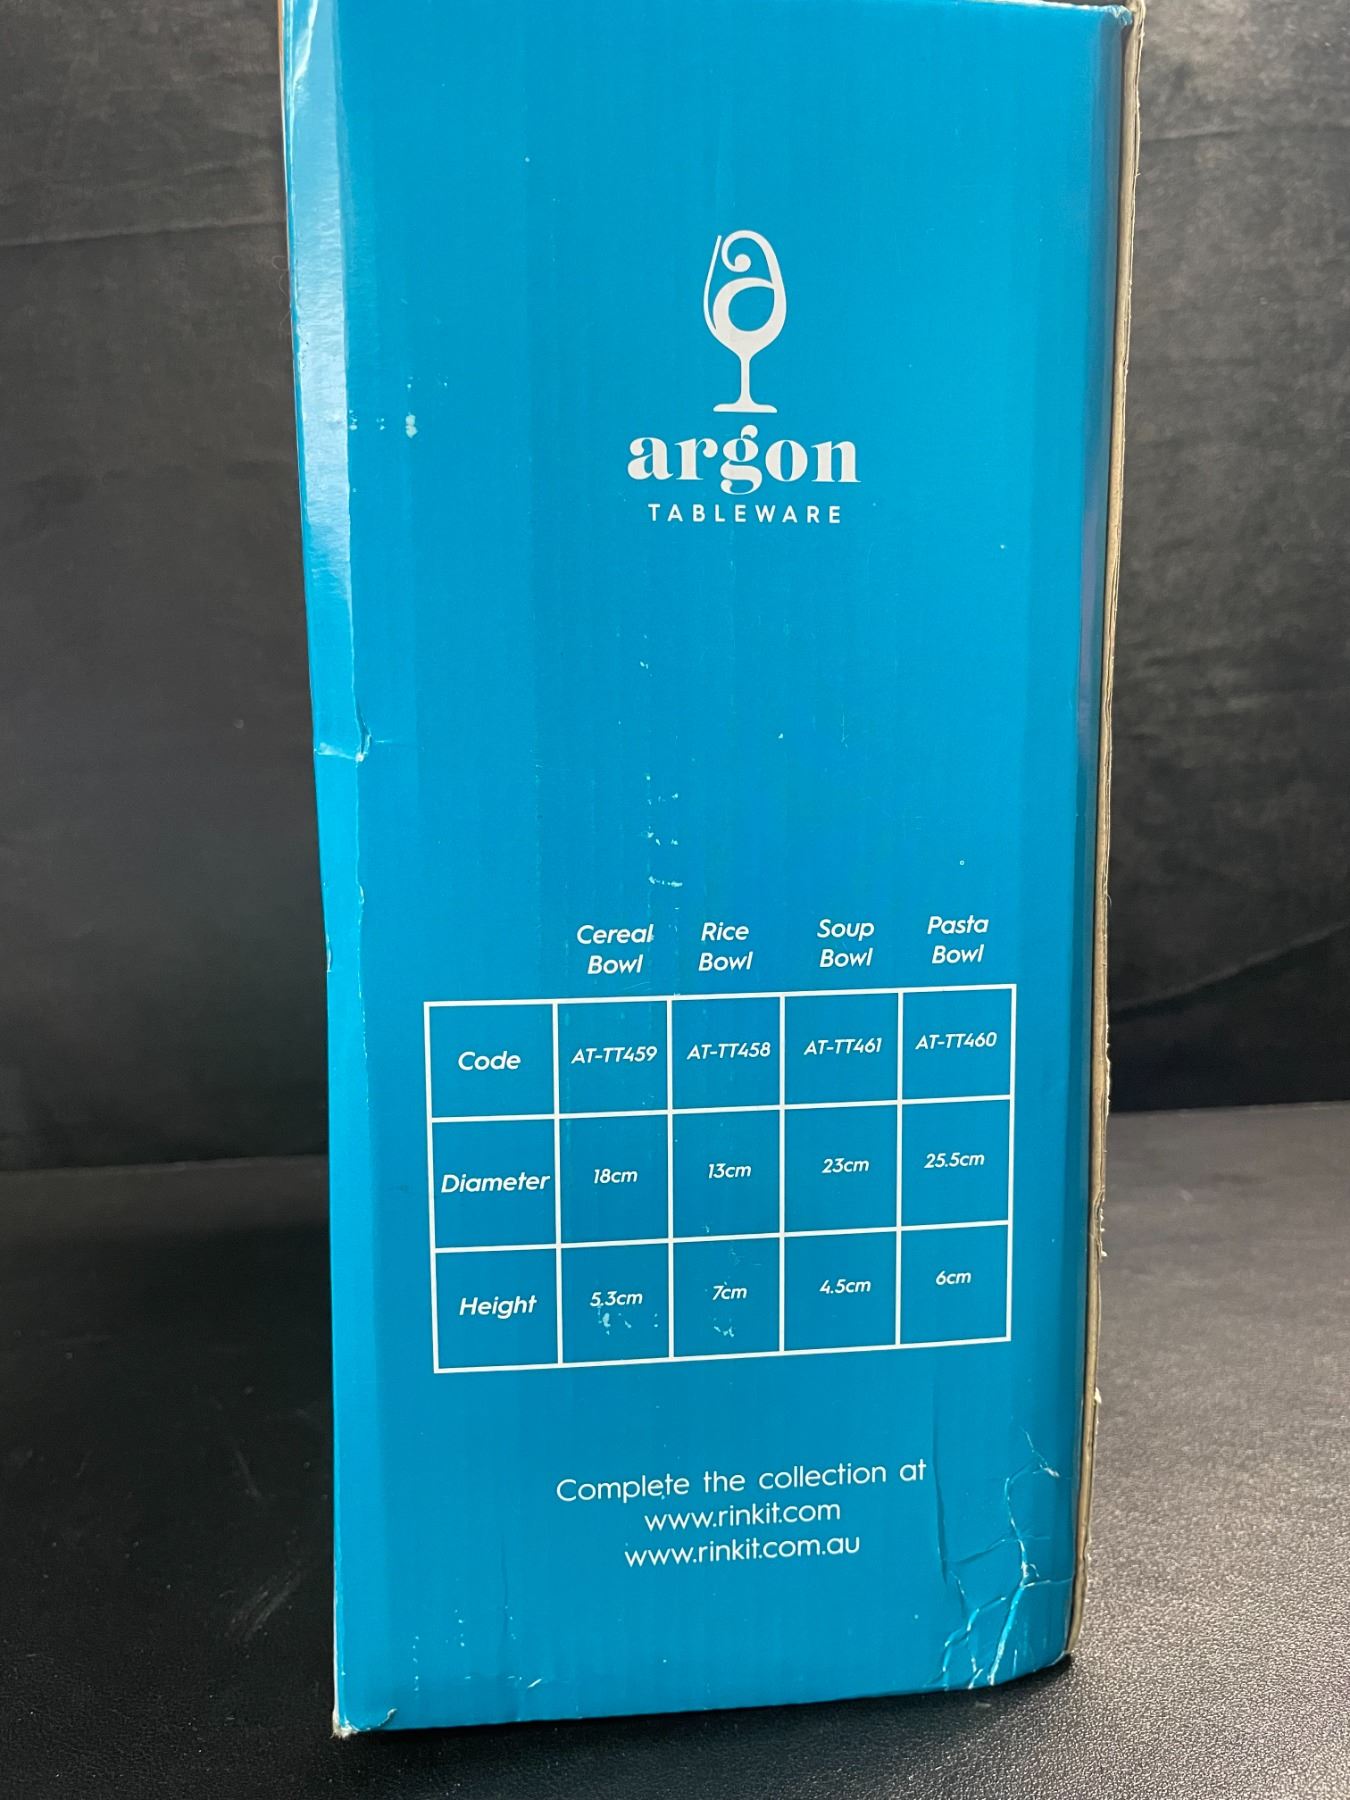 argon
TABLEWARE
Cereal Bowl Rice Bowl Soup Bowl Pasta Bowl
Code AT-TT459 AT-TT458 AT-TT461 AT-TT460
Diameter 18cm 13cm 23cm 25.5cm
Height 5.3cm 7cm 4.5cm 6cm
Complete the collection at
www.rinkit.com
www.rinkit.com.au